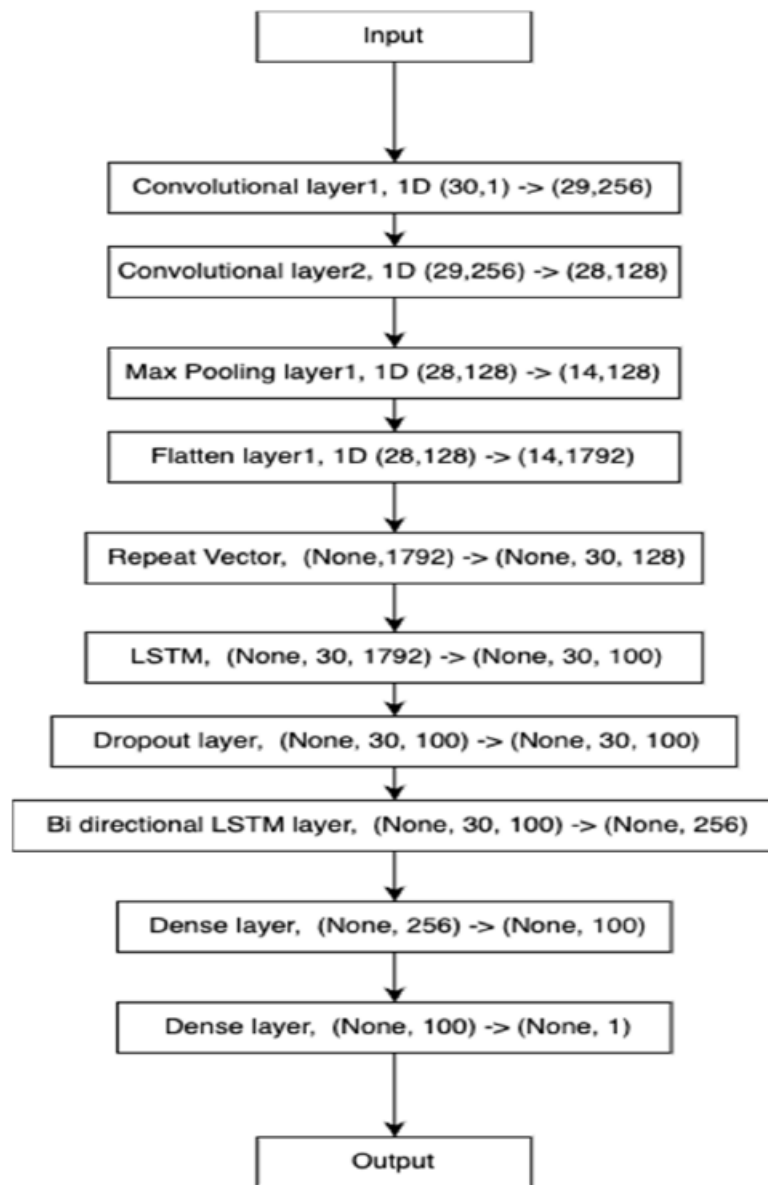 Input
Convolutional layer1, 1D (30,1) -> (29,256)
Convolutional layer2, 1D (29,256) -> (28,128)
Max Pooling layer1, 1D (28,128) -> (14,128)
Flatten layer1, 1D (28,128) -> (14,1792)
Repeat Vector, (None,1792) -> (None, 30, 128)
LSTM, (None, 30, 1792) -> (None, 30, 100)
Dropout layer, (None, 30, 100) -> (None, 30, 100)
Bi directional LSTM layer, (None, 30, 100) -> (None, 256)
Dense layer, (None, 256) -> (None, 100)
Dense layer, (None, 100) -> (None, 1)
Output